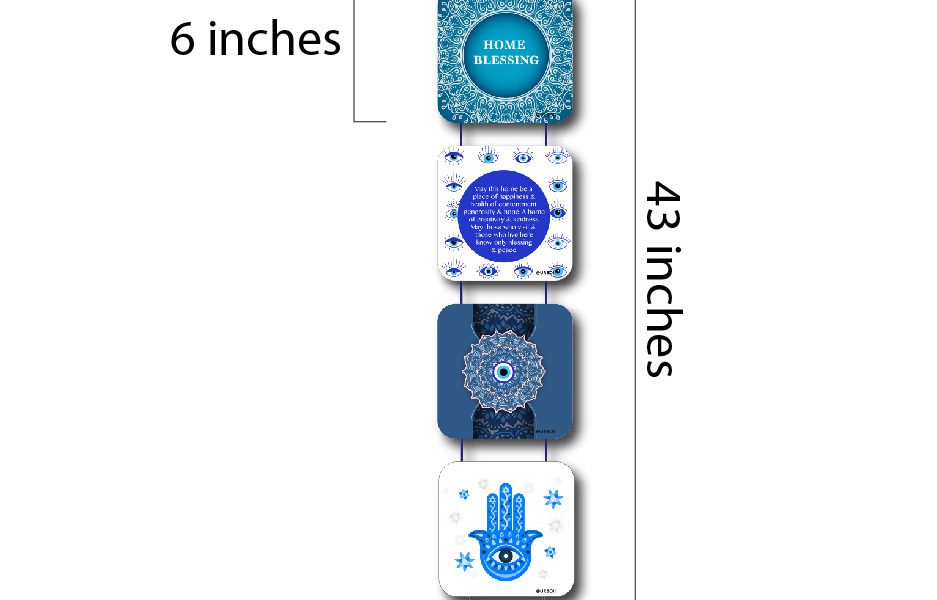 6 inches
HOME
BLESSING
May this home be a
place of happiness &
health of contentment,
generosity & hope. A home
of creativity & kindness.
May those who visit &
those who live here
know only blessing
& peace.
43 inches